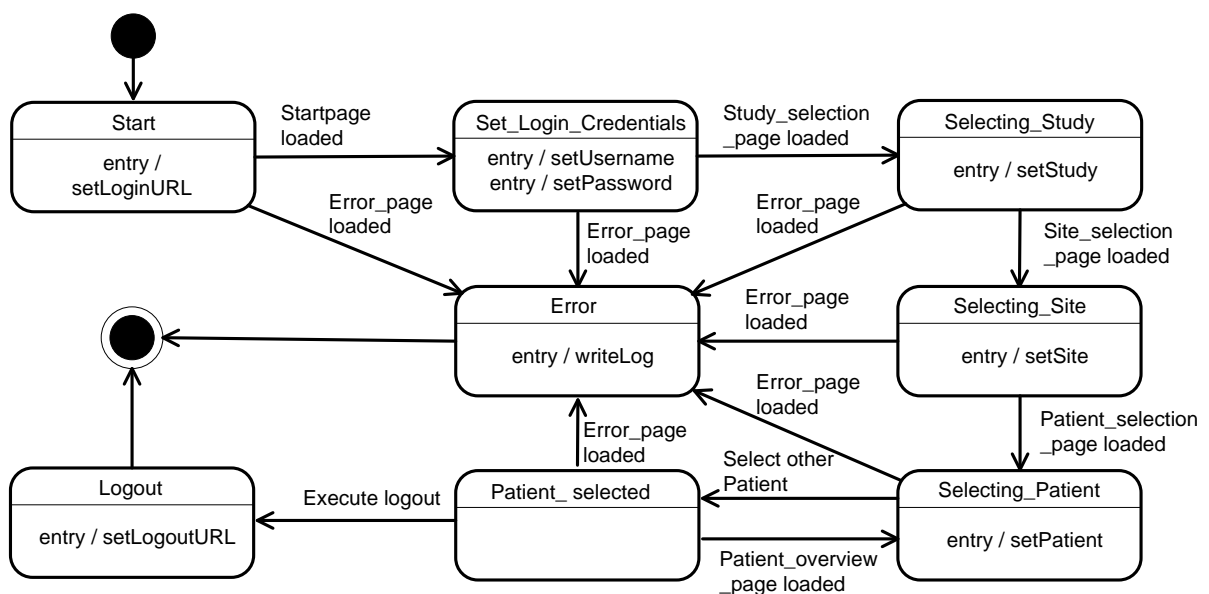 Start
entry /
setLoginURL
Startpage
loaded
Set_Login_Credentials
entry / setUsername
entry / setPassword
Study_selection
_page loaded
Selecting_Study
entry / setStudy
Error_page
loaded
Error_page
loaded
Error_page
loaded
Site_selection
_page loaded
Error
entry / writeLog
Error_page
loaded
Selecting_Site
entry / setSite
Error_page
loaded
Patient_selection
_page loaded
Error_page
loaded
Logout
entry / setLogoutURL
Execute logout
Patient_ selected
Select other
Patient
Selecting_Patient
entry / setPatient
Patient_overview
_page loaded